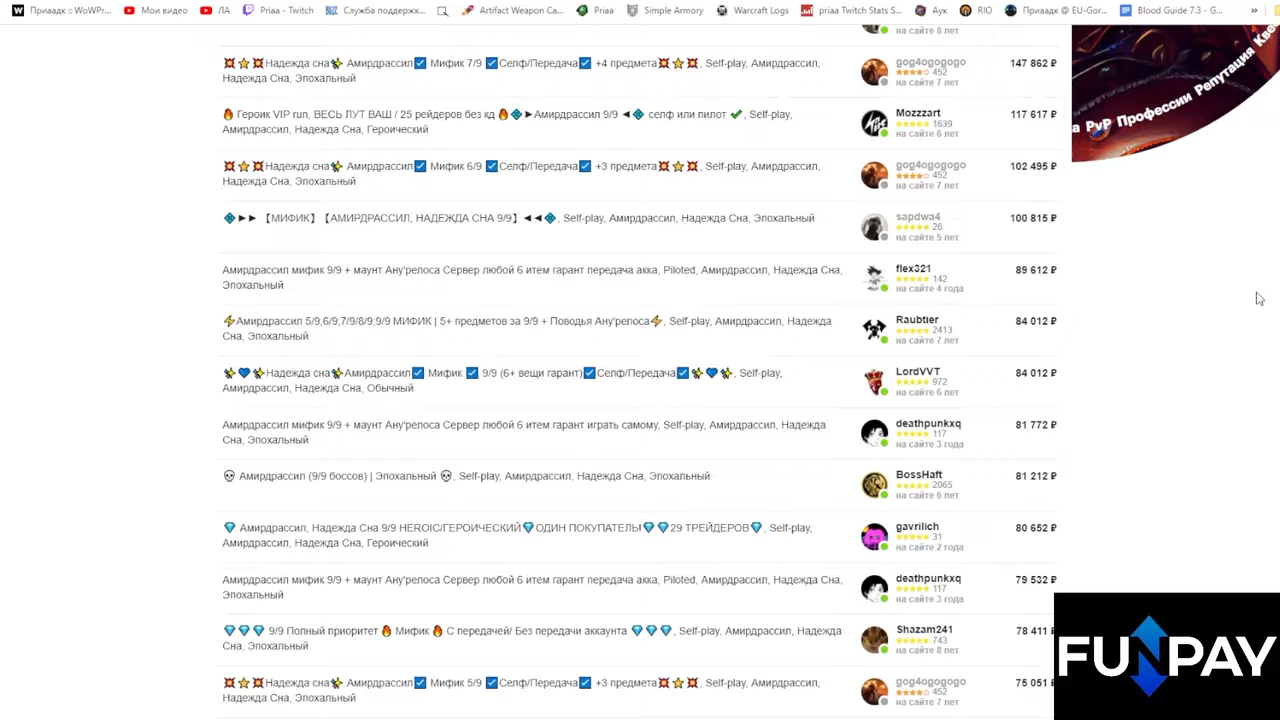 Приаадк :: WoWPr... Мои видео ЛА Priaa - Twitch Служба поддержк... Artifact Weapon Ca... Priaa Simple Armory Warcraft Logs priaa Twitch Stats S... Аук RIO Приаадк @ EU-Gor... Blood Guide 7.3 - G... »
на сайте 8 лет
Надежда сна Амирдрассил Мифик 7/9 Селф/Передача +4 предмета, Self-play, Амирдрассил,
Надежда Сна, Эпохальный
gog4ogogogo
452
на сайте 7 лет
147 862 ₽
Героик VIP run, ВЕСЬ ЛУТ ВАШ / 25 рейдеров без кд ►Амирдрассил 9/9 ◄ селф или пилот ✔, Self-play,
Амирдрассил, Надежда Сна, Героический
Mozzzart
1639
на сайте 6 лет
117 617 ₽
а PvP Профессии Репутация Кве
Надежда сна Амирдрассил Мифик 6/9 Селф/Передача +3 предмета, Self-play, Амирдрассил,
Надежда Сна, Эпохальный
gog4ogogogo
452
на сайте 7 лет
102 495 ₽
►►【МИФИК】【АМИРДРАССИЛ, НАДЕЖДА СНА 9/9】◄◄, Self-play, Амирдрассил, Надежда Сна, Эпохальный
sapdwa4
26
на сайте 5 лет
100 815 ₽
Амирдрассил мифик 9/9 + маунт Ану'релоса Сервер любой 6 итем гарант передача акка, Piloted, Амирдрассил, Надежда Сна,
Эпохальный
flex321
142
на сайте 4 года
89 612 ₽
Амирдрассил 5/9;6/9;7/9/8/9;9/9 МИФИК | 5+ предметов за 9/9 + Поводья Ану'релоса, Self-play, Амирдрассил, Надежда
Сна, Эпохальный
Raubtier
2413
на сайте 7 лет
84 012 ₽
Надежда сна Амирдрассил Мифик 9/9 (6+ вещи гарант) Селф/Передача, Self-play,
Амирдрассил, Надежда Сна, Обычный
LordVVT
972
на сайте 6 лет
84 012 ₽
Амирдрассил мифик 9/9 + маунт Ану'релоса Сервер любой 6 итем гарант играть самому, Self-play, Амирдрассил, Надежда
Сна, Эпохальный
deathpunkxq
117
на сайте 3 года
81 772 ₽
Амирдрассил (9/9 боссов) | Эпохальный, Self-play, Амирдрассил, Надежда Сна, Эпохальный
BossHaft
2065
на сайте 6 лет
81 212 ₽
Амирдрассил, Надежда Сна 9/9 HEROIC/ГЕРОИЧЕСКИЙ ОДИН ПОКУПАТЕЛЬ! 29 ТРЕЙДЕРОВ, Self-play,
Амирдрассил, Надежда Сна, Героический
gavrilich
31
на сайте 2 года
80 652 ₽
Амирдрассил мифик 9/9 + маунт Ану'релоса Сервер любой 6 итем гарант передача акка, Piloted, Амирдрассил, Надежда Сна,
Эпохальный
deathpunkxq
117
на сайте 3 года
79 532 ₽
9/9 Полный приоритет Мифик С передачей/ Без передачи аккаунта, Self-play, Амирдрассил, Надежда
Сна, Эпохальный
Shazam241
743
на сайте 8 лет
78 411
Надежда сна Амирдрассил Мифик 5/9 Селф/Передача +3 предмета, Self-play, Амирдрассил,
Надежда Сна, Эпохальный
gog4ogogogo
452
на сайте 7 лет
75 051
FUNPAY